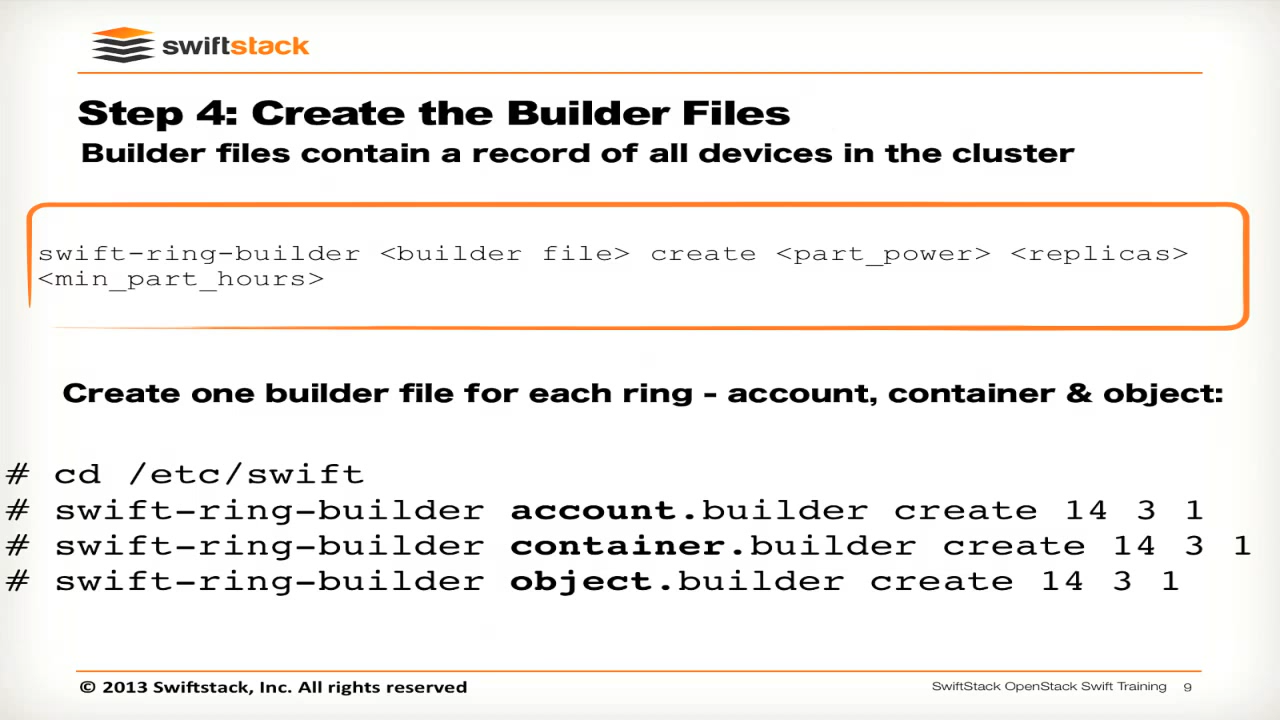 swiftstack
Step 4: Create the Builder Files
Builder files contain a record of all devices in the cluster
swift-ring-builder <builder file> create <part_power> <replicas>
<min_part_hours>
Create one builder file for each ring - account, container & object:
# cd /etc/swift
# swift-ring-builder account.builder create 14 3 1
# swift-ring-builder container.builder create 14 3 1
# swift-ring-builder object.builder create 14 3 1
© 2013 Swiftstack, Inc. All rights reserved
SwiftStack OpenStack Swift Training 9